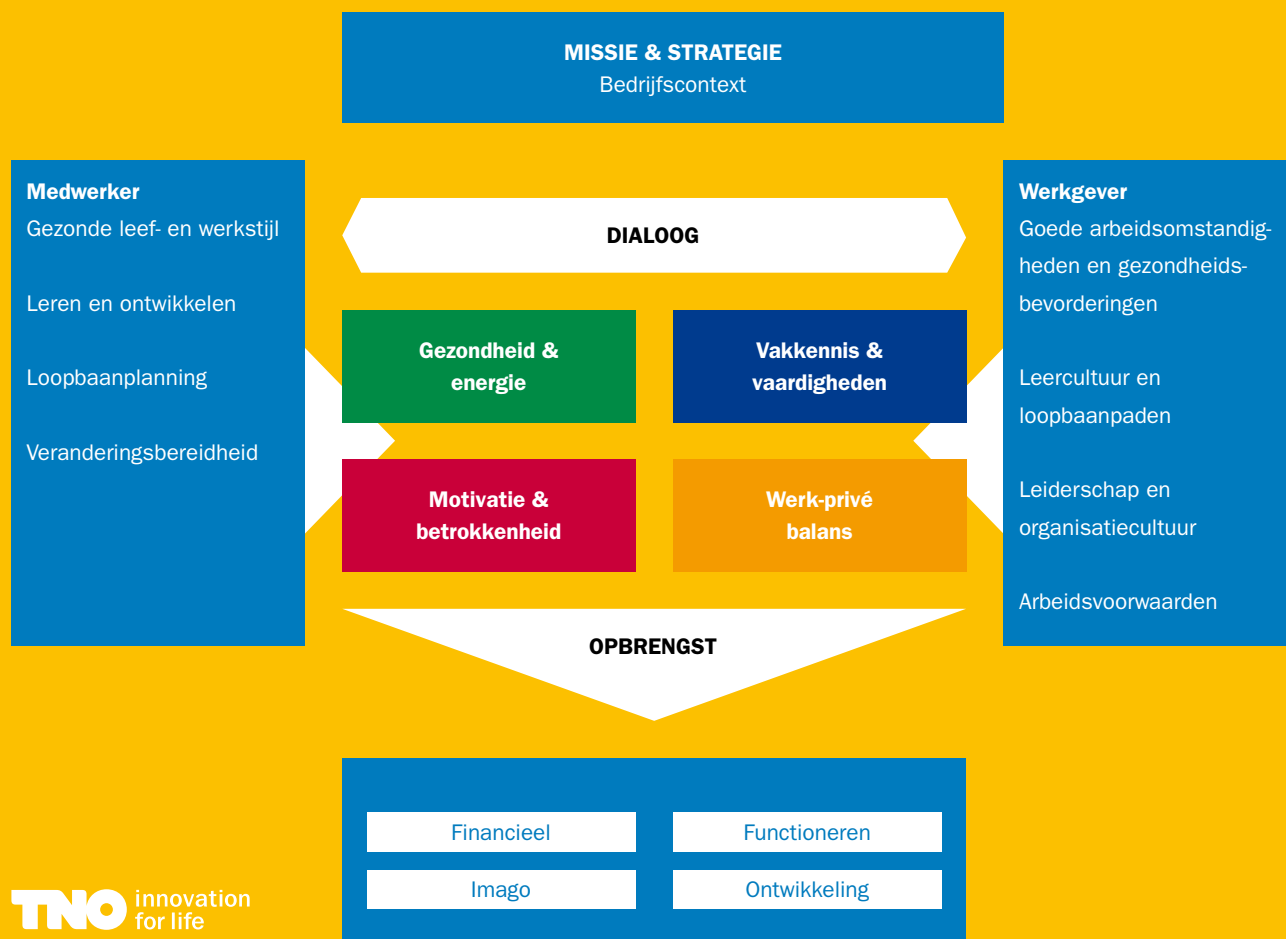 MISSIE & STRATEGIE
Bedrijfscontext
Medwerker
Gezonde leef- en werkstijl
Leren en ontwikkelen
Loopbaanplanning
Veranderingsbereidheid
DIALOOG
Gezondheid &
energie
Vakkennis &
vaardigheden
Motivatie &
betrokkenheid
Werk-privé
balans
Werkgever
Goede arbeidsomstandig-
heden en gezondheids-
bevorderingen
Leercultuur en
loopbaanpaden
Leiderschap en
organisatiecultuur
Arbeidsvoorwaarden
OPBRENGST
Financieel
Functioneren
Imago
Ontwikkeling
TNO innovation
for life